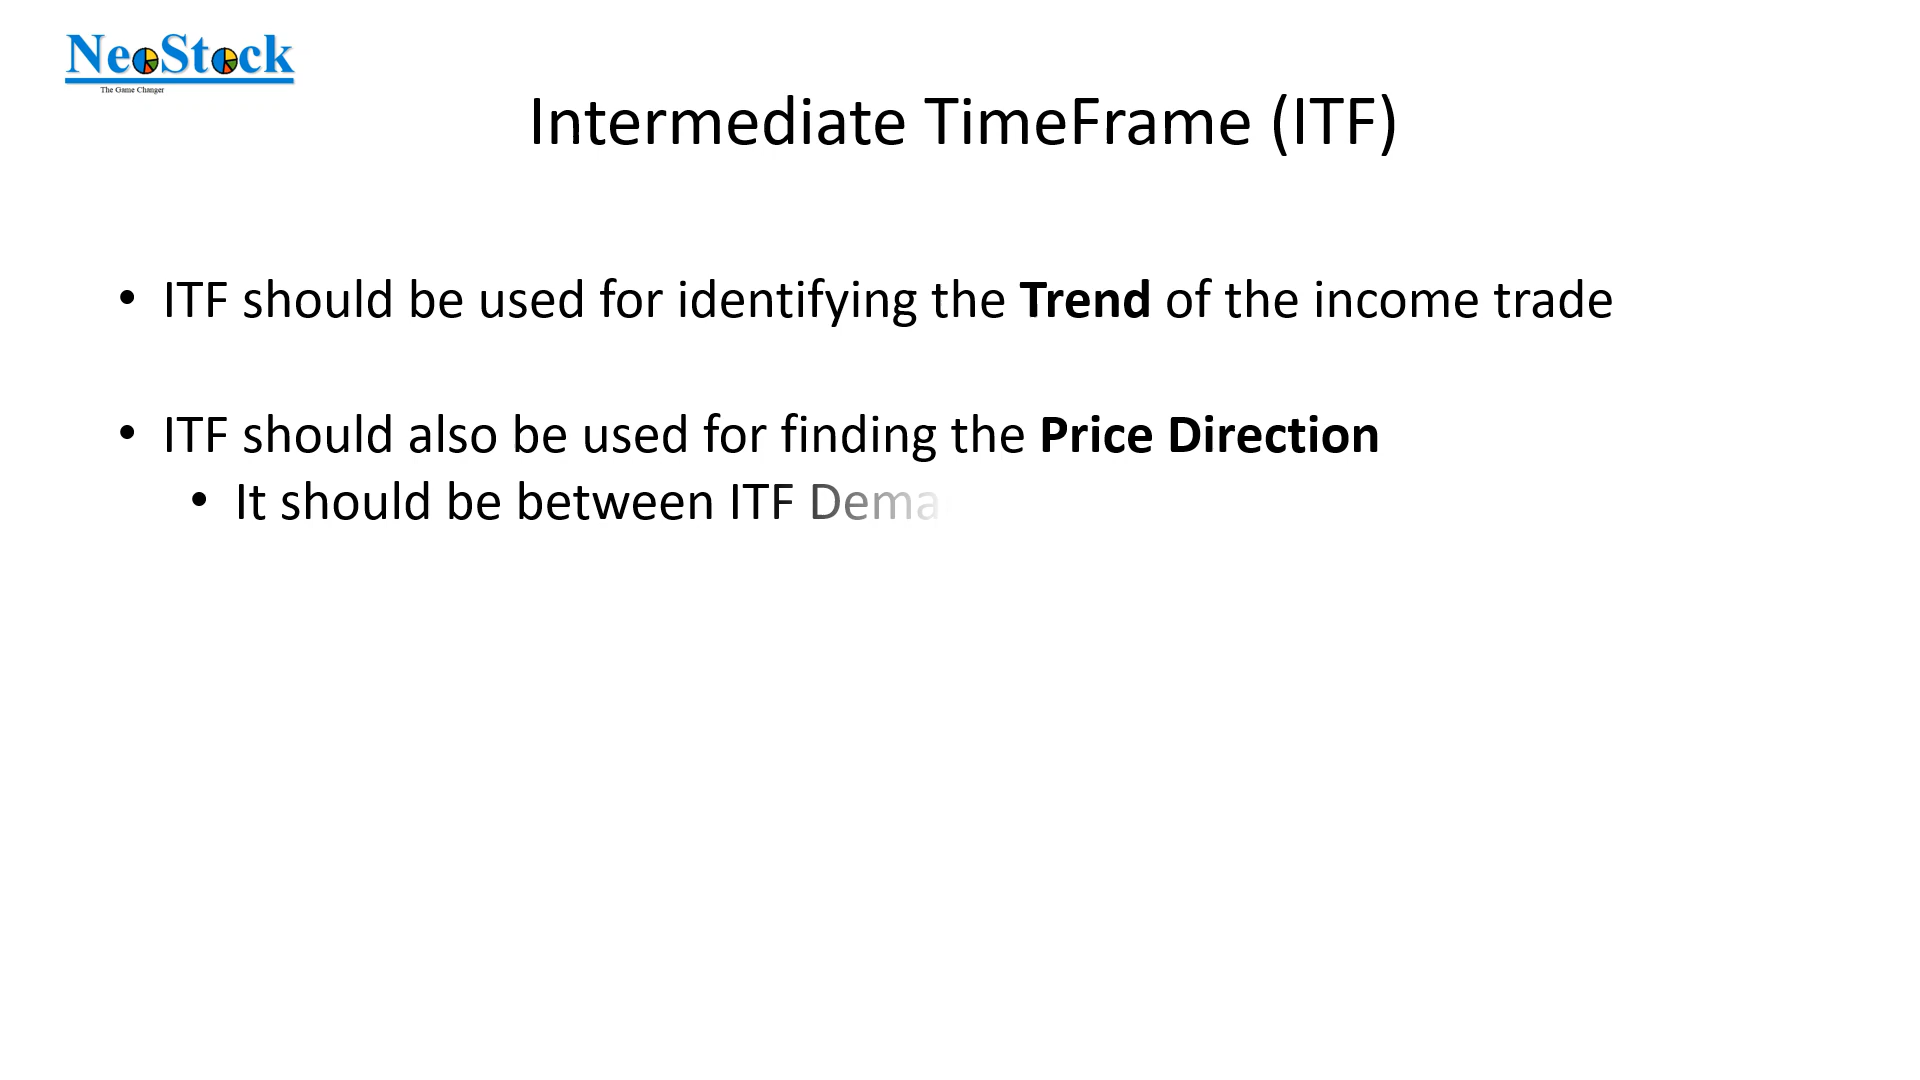 NeoStock
The Game Changer
Intermediate TimeFrame (ITF)
• ITF should be used for identifying the Trend of the income trade
• ITF should also be used for finding the Price Direction
• It should be between ITF